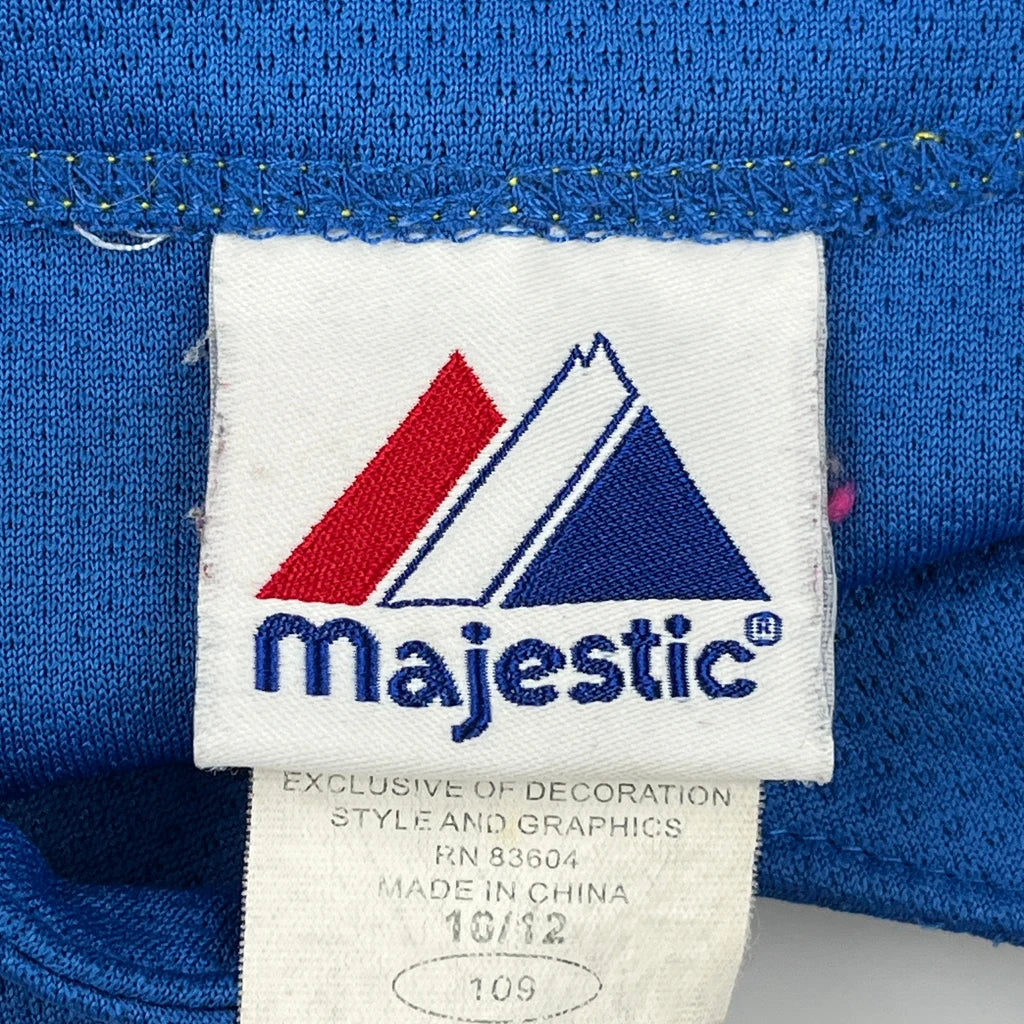 majestic®
EXCLUSIVE OF DECORATION
STYLE AND GRAPHICS
RN 83604
MADE IN CHINA
10/12
109